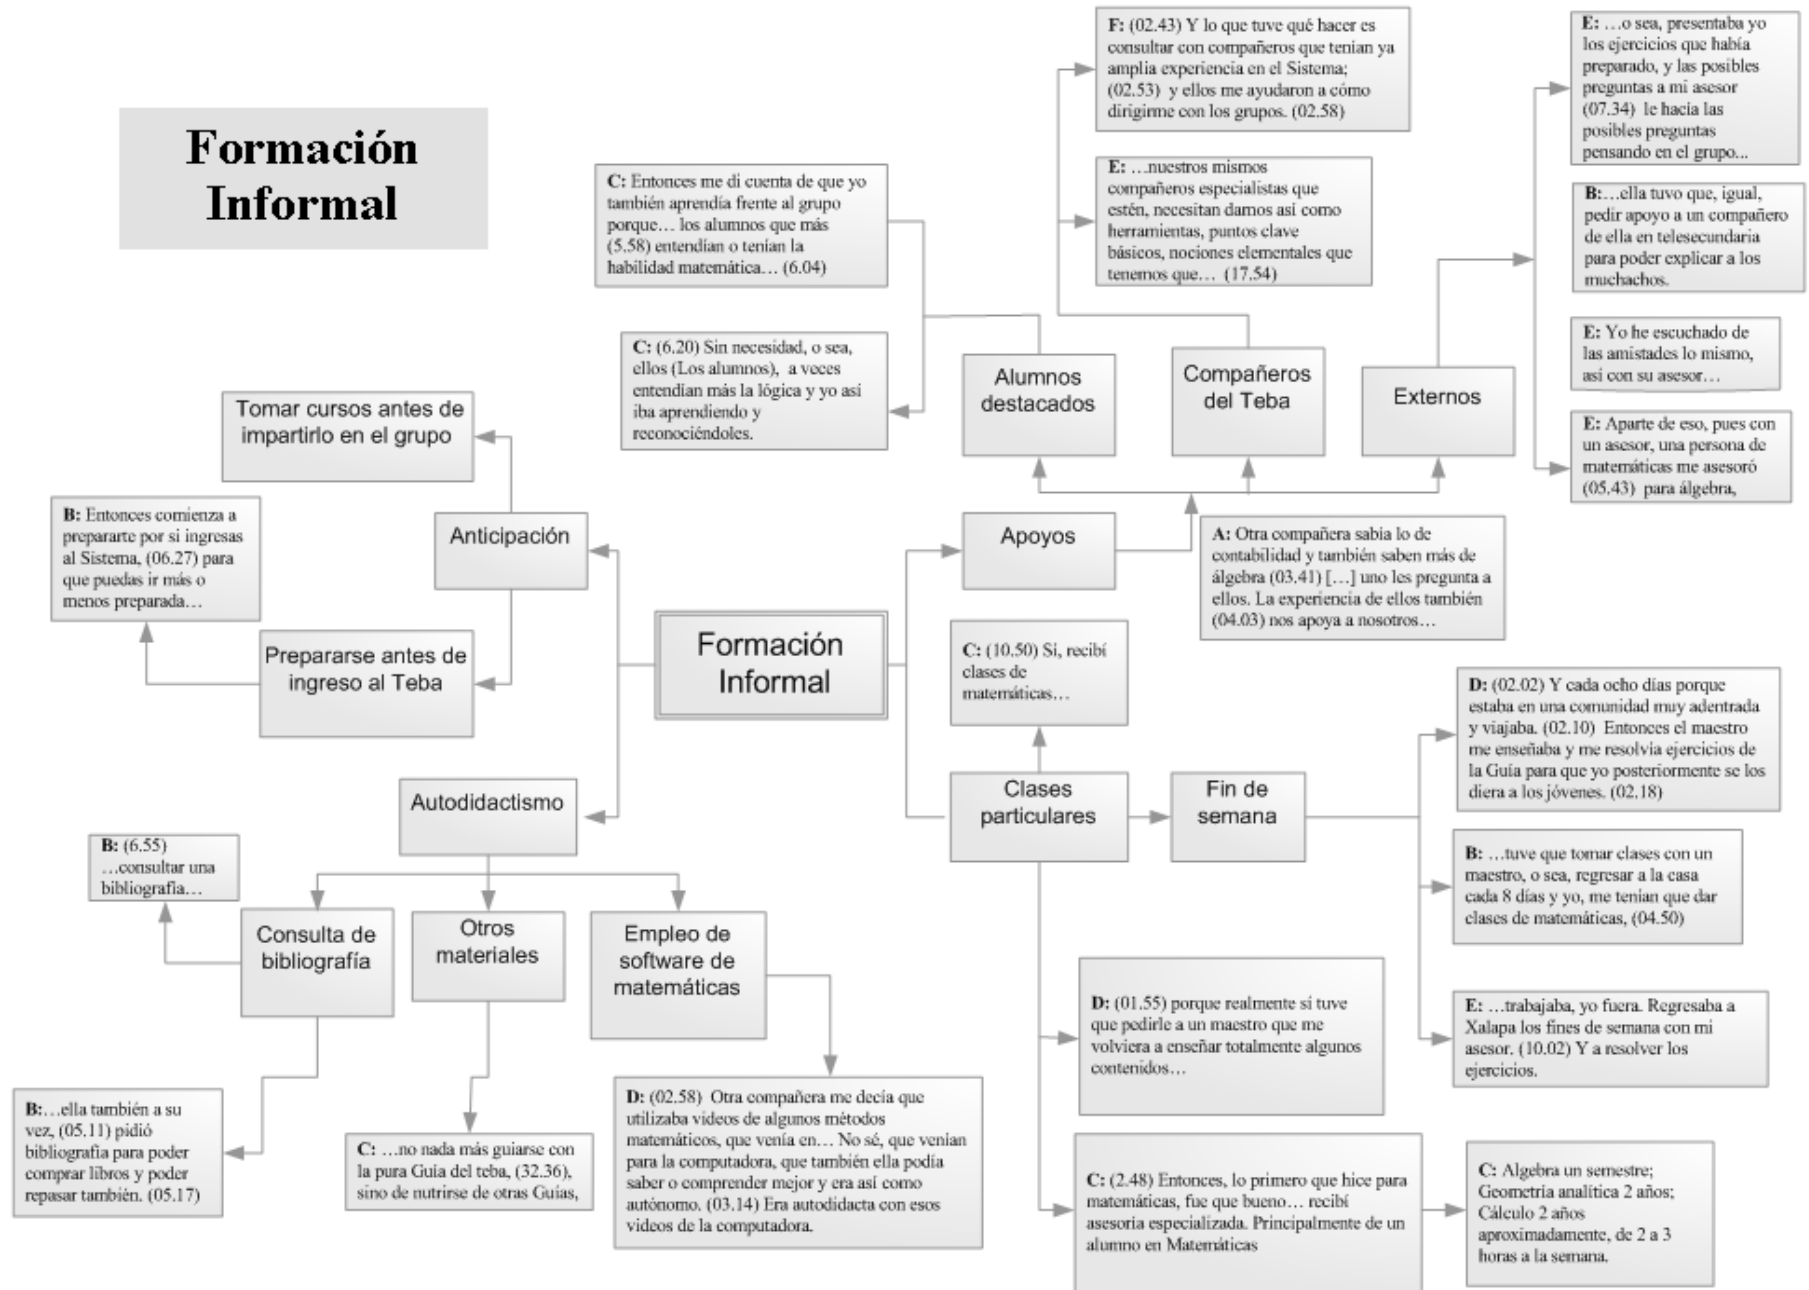 Formación
Informal
F: (02.43) Y lo que tuve qué hacer es
consultar con compañeros que tenían ya
amplia experiencia en el Sistema;
(02.53) y ellos me ayudaron a cómo
dirigirme con los grupos. (02.58)
E: …o sea, presentaba yo
los ejercicios que había
preparado, y las posibles
preguntas a mi asesor
(07.34) le hacía las
posibles preguntas
pensando en el grupo...
C: Entonces me di cuenta de que yo
también aprendía frente al grupo
porque… los alumnos que más
(5.58) entendían o tenían la
habilidad matemática… (6.04)
E: …nuestros mismos
compañeros especialistas que
estén, necesitan darnos así como
herramientas, puntos clave
básicos, nociones elementales que
tenemos que… (17.54)
B:…ella tuvo que, igual,
pedir apoyo a un compañero
de ella en telesecundaria
para poder explicar a los
muchachos.
C: (6.20) Sin necesidad, o sea,
ellos (Los alumnos), a veces
entendían más la lógica y yo así
iba aprendiendo y
reconociéndoles.
E: Yo he escuchado de
las amistades lo mismo,
así con su asesor…
Alumnos
destacados
Compañeros
del Teba
Externos
E: Aparte de eso, pues con
un asesor, una persona de
matemáticas me asesoró
(05.43) para álgebra,
Tomar cursos antes de
impartirlo en el grupo
B: Entonces comienza a
prepararte por si ingresas
al Sistema, (06.27) para
que puedas ir más o
menos preparada…
Anticipación
Apoyos
A: Otra compañera sabía lo de
contabilidad y también saben más de
álgebra (03.41) […] uno les pregunta a
ellos. La experiencia de ellos también
(04.03) nos apoya a nosotros…
Prepararse antes de
ingreso al Teba
Formación
Informal
C: (10.50) Sí, recibí
clases de
matemáticas…
D: (02.02) Y cada ocho días porque
estaba en una comunidad muy adentrada
y viajaba. (02.10) Entonces el maestro
me enseñaba y me resolvía ejercicios de
la Guía para que yo posteriormente se los
diera a los jóvenes. (02.18)
Autodidactismo
Clases
particulares
Fin de
semana
B: (6.55)
…consultar una
bibliografía…
B: …tuve que tomar clases con un
maestro, o sea, regresar a la casa
cada 8 días y yo, me tenían que dar
clases de matemáticas, (04.50)
Consulta de
bibliografía
Otros
materiales
Empleo de
software de
matemáticas
D: (01.55) porque realmente sí tuve
que pedirle a un maestro que me
volviera a enseñar totalmente algunos
contenidos…
E: …trabajaba, yo fuera. Regresaba a
Xalapa los fines de semana con mi
asesor. (10.02) Y a resolver los
ejercicios.
B:…ella también a su
vez, (05.11) pidió
bibliografía para poder
comprar libros y poder
repasar también. (05.17)
C: …no nada más guiarse con
la pura Guía del teba, (32.36),
sino de nutrirse de otras Guías,
D: (02.58) Otra compañera me decía que
utilizaba videos de algunos métodos
matemáticos, que venía en… No sé, que venían
para la computadora, que también ella podía
saber o comprender mejor y era así como
autónomo. (03.14) Era autodidacta con esos
videos de la computadora.
C: (2.48) Entonces, lo primero que hice para
matemáticas, fue que bueno… recibí
asesoría especializada. Principalmente de un
alumno en Matemáticas
C: Algebra un semestre;
Geometría analítica 2 años;
Cálculo 2 años
aproximadamente, de 2 a 3
horas a la semana.